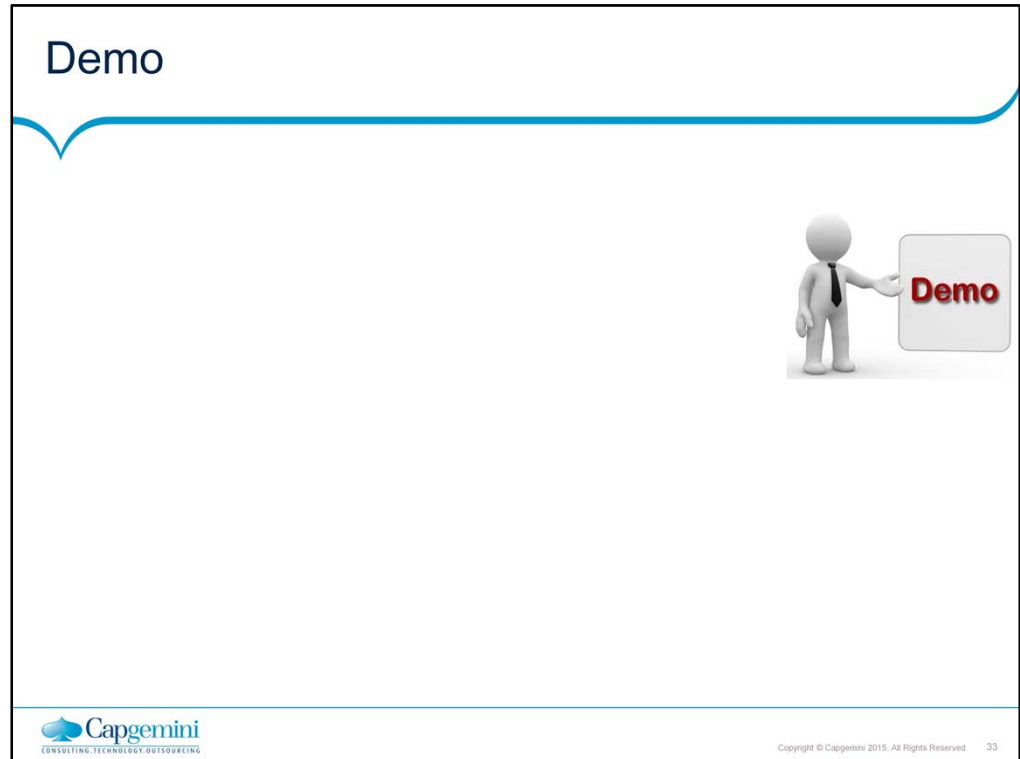 Demo
Demo
Capgemini
CONSULTING.TECHNOLOGY.OUTSOURCING
Copyright © Capgemini 2015. All Rights Reserved 33